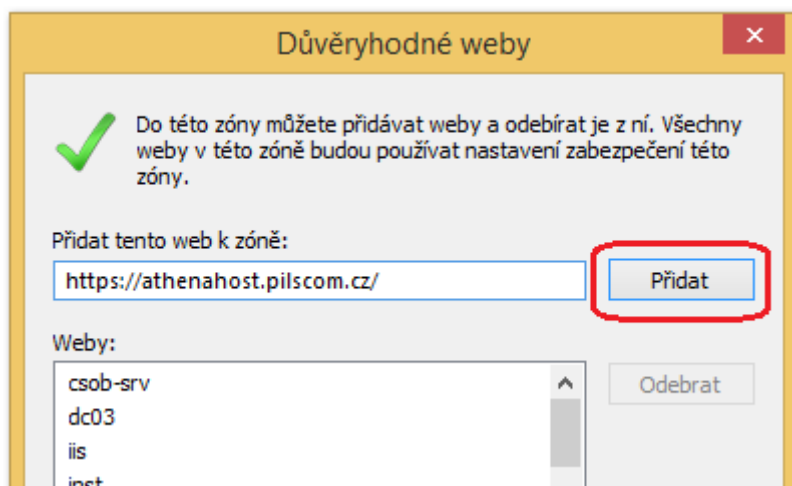 Důvěryhodné weby
Do této zóny můžete přidávat weby a odebírat je z ní. Všechny
weby v této zóně budou používat nastavení zabezpečení této
zóny.
Přidat tento web k zóně:
https://athenahost.pilscom.cz/
Přidat
Weby:
csob-srv
Odebrat
dc03
iis